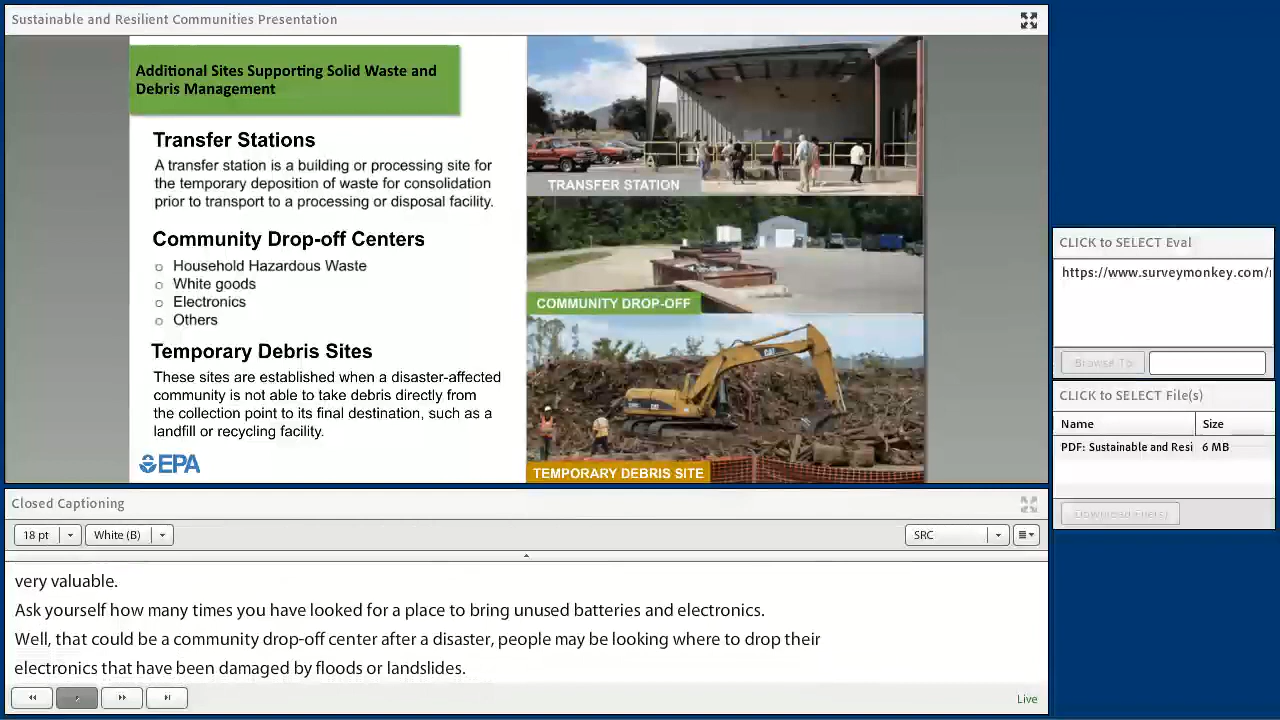 Sustainable and Resilient Communities Presentation
Additional Sites Supporting Solid Waste and
Debris Management
Transfer Stations
A transfer station is a building or processing site for
the temporary deposition of waste for consolidation
prior to transport to a processing or disposal facility.
Community Drop-off Centers
Household Hazardous Waste
White goods
Electronics
Others
Temporary Debris Sites
These sites are established when a disaster-affected
community is not able to take debris directly from
the collection point to its final destination, such as a
landfill or recycling facility.
EPA
TRANSFER STATION
COMMUNITY DROP-OFF
CAT
TEMPORARY DEBRIS SITE
CLICK to SELECT Eval
https://www.surveymonkey.com/
Browse To
CLICK to SELECT File(s)
Name Size
PDF: Sustainable and Resi 6 MB
Download File(s)
Closed Captioning
18 pt White (B) SRC
very valuable.
Ask yourself how many times you have looked for a place to bring unused batteries and electronics.
Well, that could be a community drop-off center after a disaster, people may be looking where to drop their
electronics that have been damaged by floods or landslides.
Live